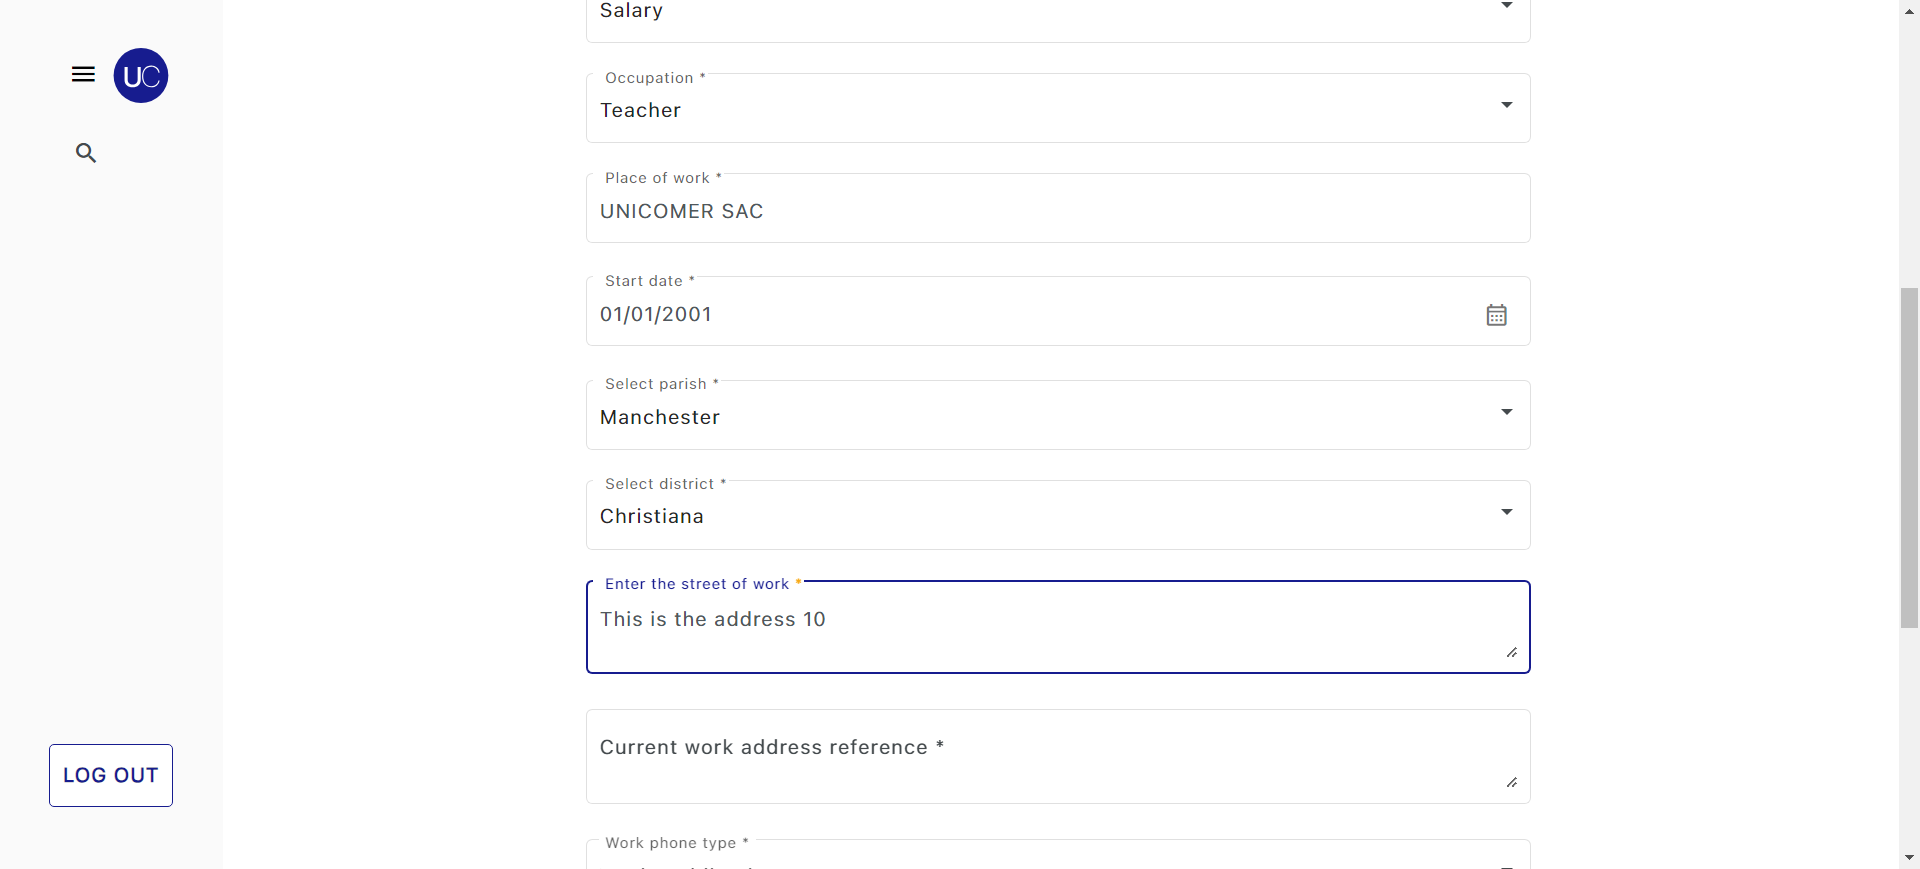 Salary
UC
Occupation *
Teacher
Place of work *
UNICOMER SAC
Start date *
01/01/2001
Select parish *
Manchester
Select district *
Christiana
Enter the street of work *
This is the address 10
Current work address reference *
LOG OUT
Work phone type *